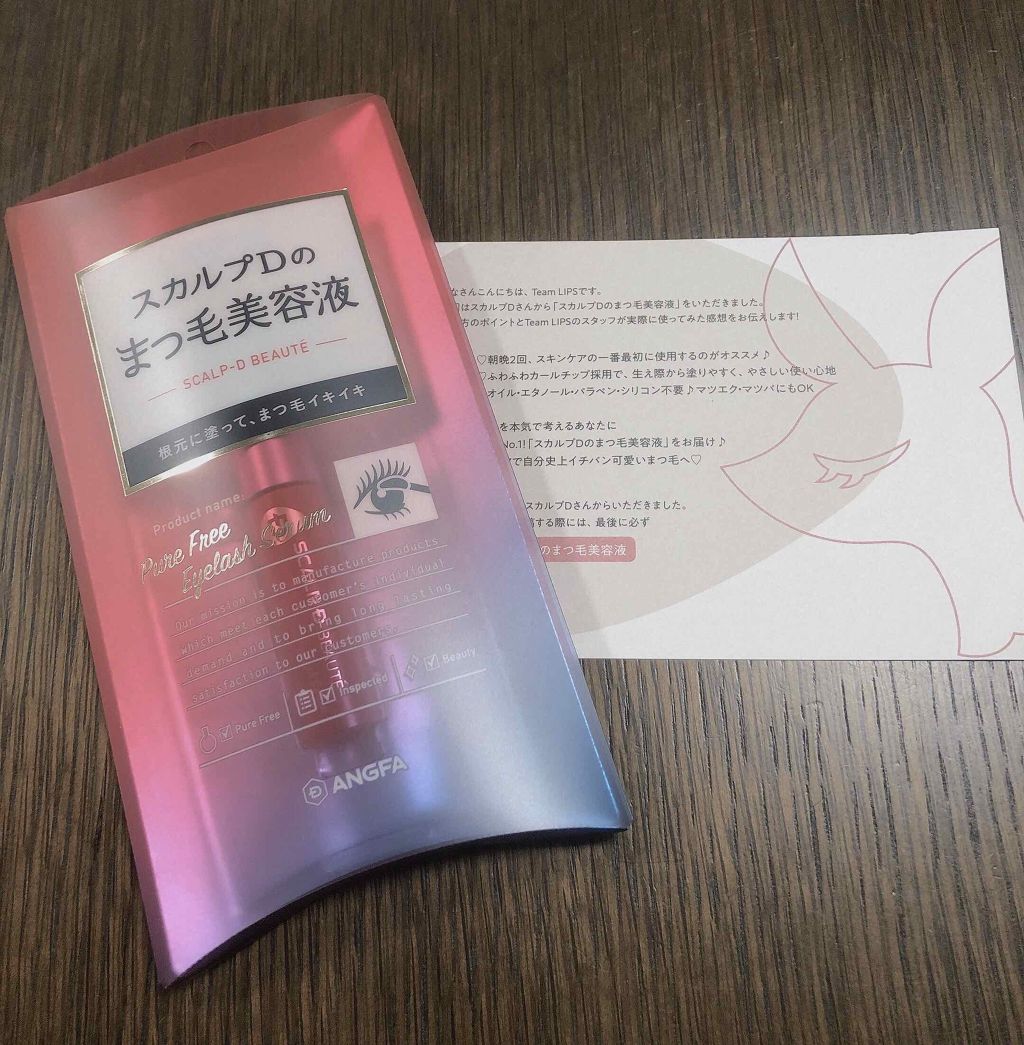 スカルプDの
まつ毛美容液
SCALP-D BEAUTÉ
根元に塗って、まつ毛イキイキ
Product name:
Pure Free
Eyelash Serum
Our mission is to manufacture products
which meet each customer's individual
demand and to bring long lasting
satisfaction to our customers.
Pure Free
Inspected
Beauty
ANGFA
SCALP-D BEAUTÉ
なさんこんにちは、Team LIPSです。
はスカルプDさんから「スカルプDのまつ毛美容液」をいただきました。
方のポイントとTeam LIPSのスタッフが実際に使ってみた感想をお伝えします!
♡朝晩2回、スキンケアの一番最初に使用するのがオススメ♪
♡ふわふわカールチップ採用で、生え際から塗りやすく、やさしい使い心地
オイル・エタノール・パラベン・シリコン不要♪マツエク・マツパにもOK
を本気で考えるあなたに
No.1!「スカルプDのまつ毛美容液」をお届け♪
で自分史上イチバン可愛いまつ毛へ♡
スカルプDさんからいただきました。
する際には、最後に必ず
のまつ毛美容液